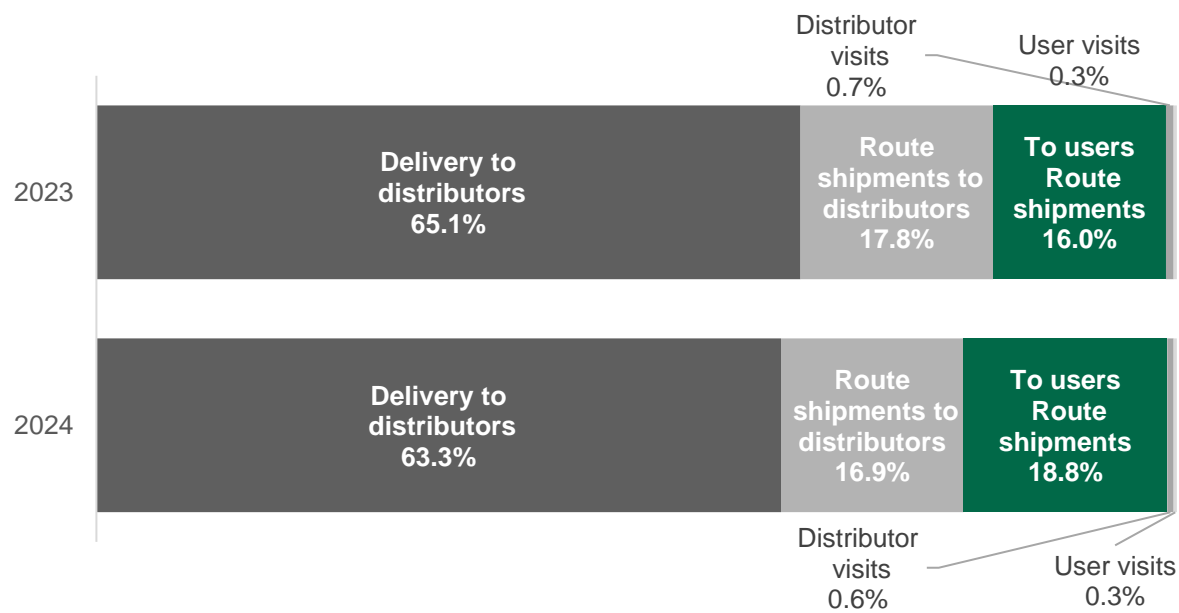 Distributor
visits
0.7%
User visits
0.3%
2023
Delivery to
distributors
65.1%
Route
shipments to
distributors
17.8%
To users
Route
shipments
16.0%
2024
Delivery to
distributors
63.3%
Route
shipments to
distributors
16.9%
To users
Route
shipments
18.8%
Distributor
visits
0.6%
User visits
0.3%